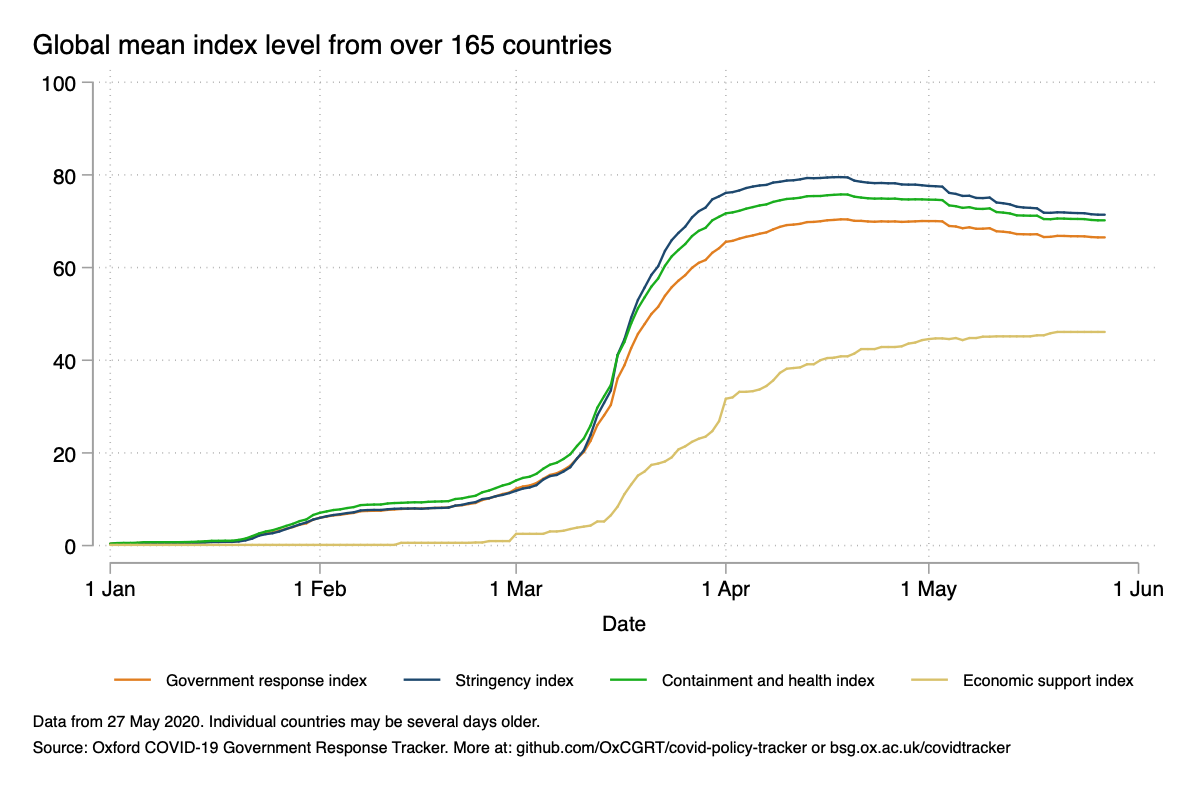 Global mean index level from over 165 countries
100
80
60
40
20
0
1 Jan 1 Feb 1 Mar 1 Apr 1 May 1 Jun
Date
Government response index Stringency index Containment and health index Economic support index
Data from 27 May 2020. Individual countries may be several days older.
Source: Oxford COVID-19 Government Response Tracker. More at: github.com/OxCGRT/covid-policy-tracker or bsg.ox.ac.uk/covidtracker